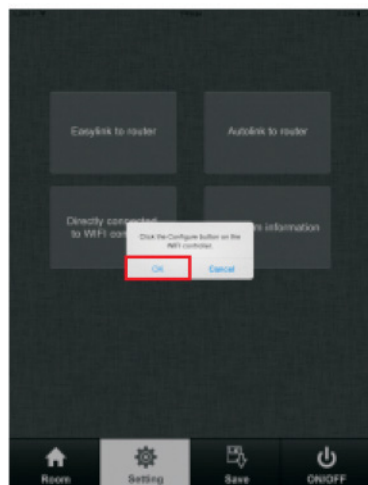 Easylink to router
Autolink to router
Directly connected
to WIFI
information
Click the Configure button on the
WIFI controller.
OK
Cancel
Room
Setting
Save
ON/OFF